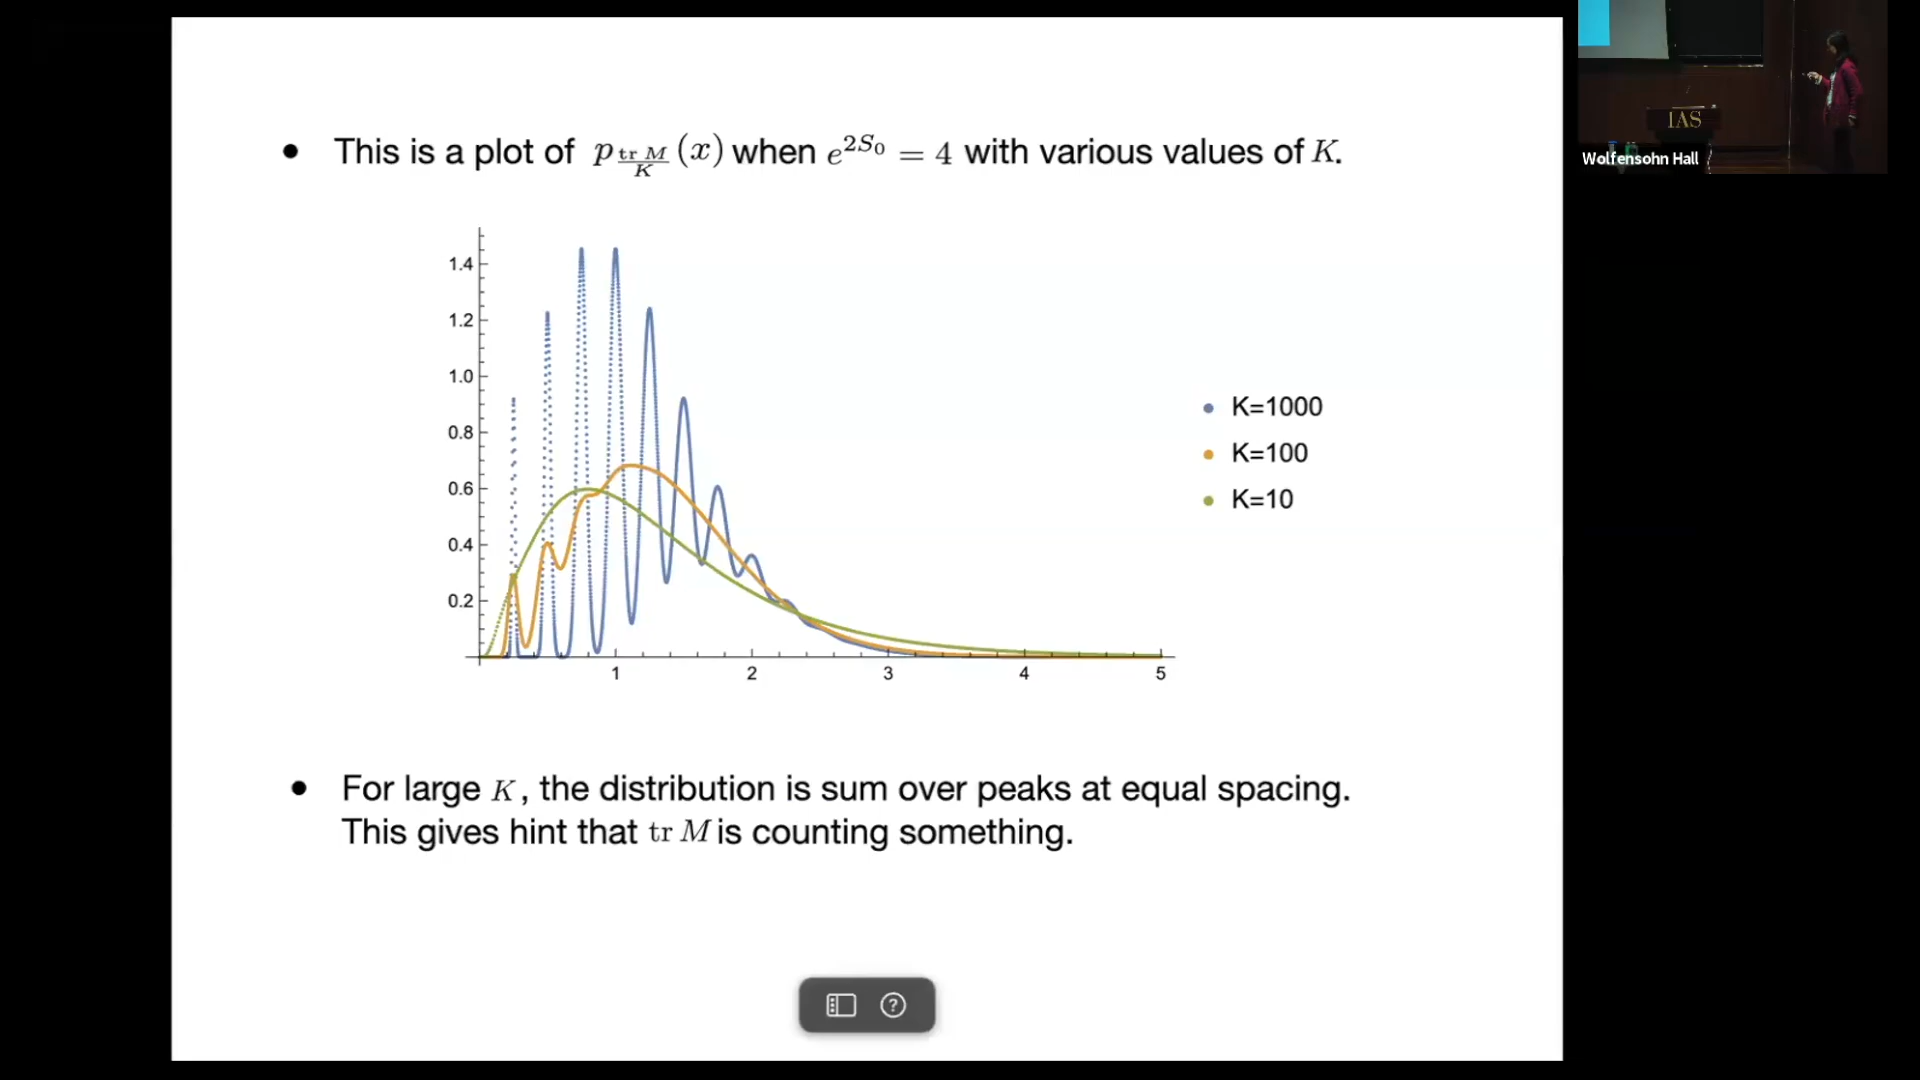 • This is a plot of p_{\frac{tr M}{K}}(x) when e^{2S_0} = 4 with various values of K.
1.4
1.2
1.0
0.8
0.6
0.4
0.2
1 2 3 4 5
K=1000
K=100
K=10
• For large K, the distribution is sum over peaks at equal spacing.
This gives hint that tr M is counting something.
?
IAS
Wolfensohn Hall